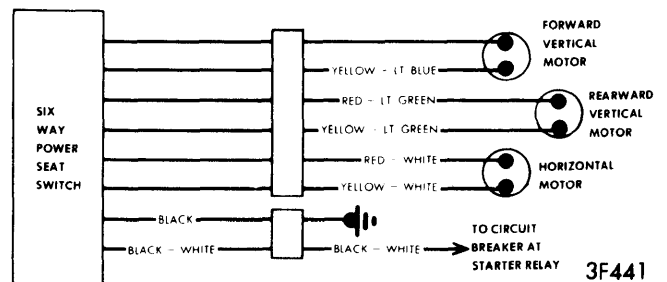 FORWARD
VERTICAL
MOTOR
YELLOW - LT BLUE
RED - LT GREEN
REARWARD
VERTICAL
MOTOR
YELLOW - LT GREEN
SIX
WAY
POWER
SEAT
SWITCH
RED - WHITE
HORIZONTAL
MOTOR
YELLOW - WHITE
BLACK
BLACK - WHITE
BLACK - WHITE
TO CIRCUIT
BREAKER AT
STARTER RELAY
3F441